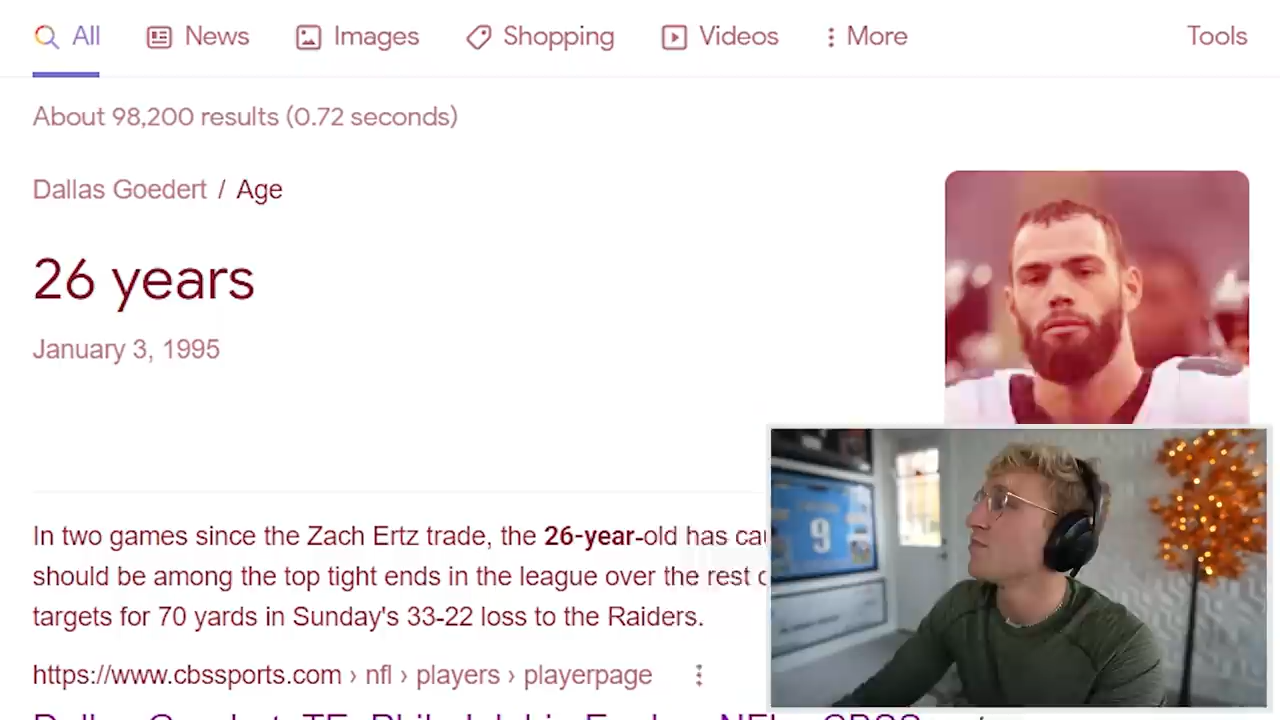 All News Images Shopping Videos More Tools
About 98,200 results (0.72 seconds)
Dallas Goedert / Age
26 years
January 3, 1995
In two games since the Zach Ertz trade, the 26-year-old has
should be among the top tight ends in the league over the rest
targets for 70 yards in Sunday's 33-22 loss to the Raiders.
https://www.cbssports.com › nfl › players › playerpage
9